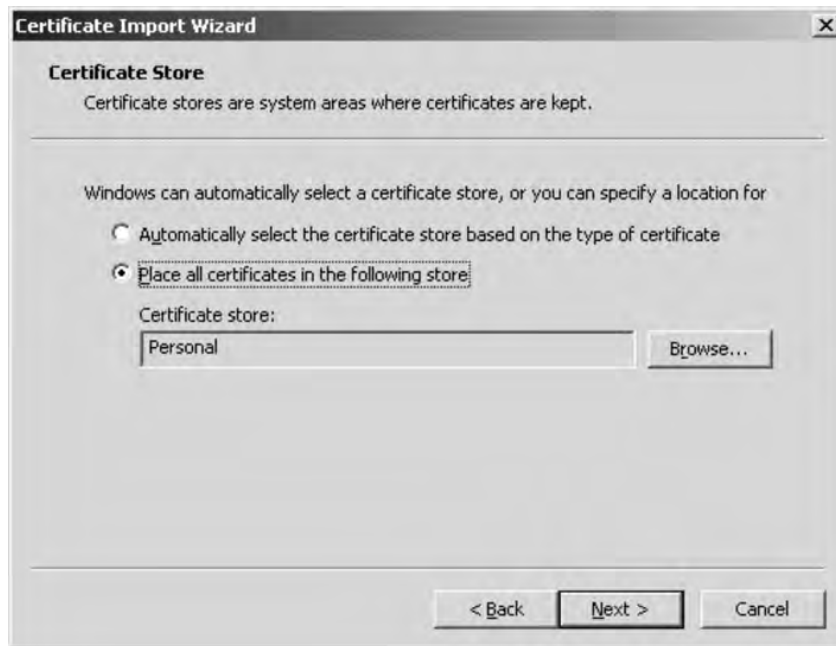 Certificate Import Wizard
Certificate Store
Certificate stores are system areas where certificates are kept.
Windows can automatically select a certificate store, or you can specify a location for
Automatically select the certificate store based on the type of certificate
Place all certificates in the following store
Certificate store:
Personal
Browse...
< Back Next > Cancel